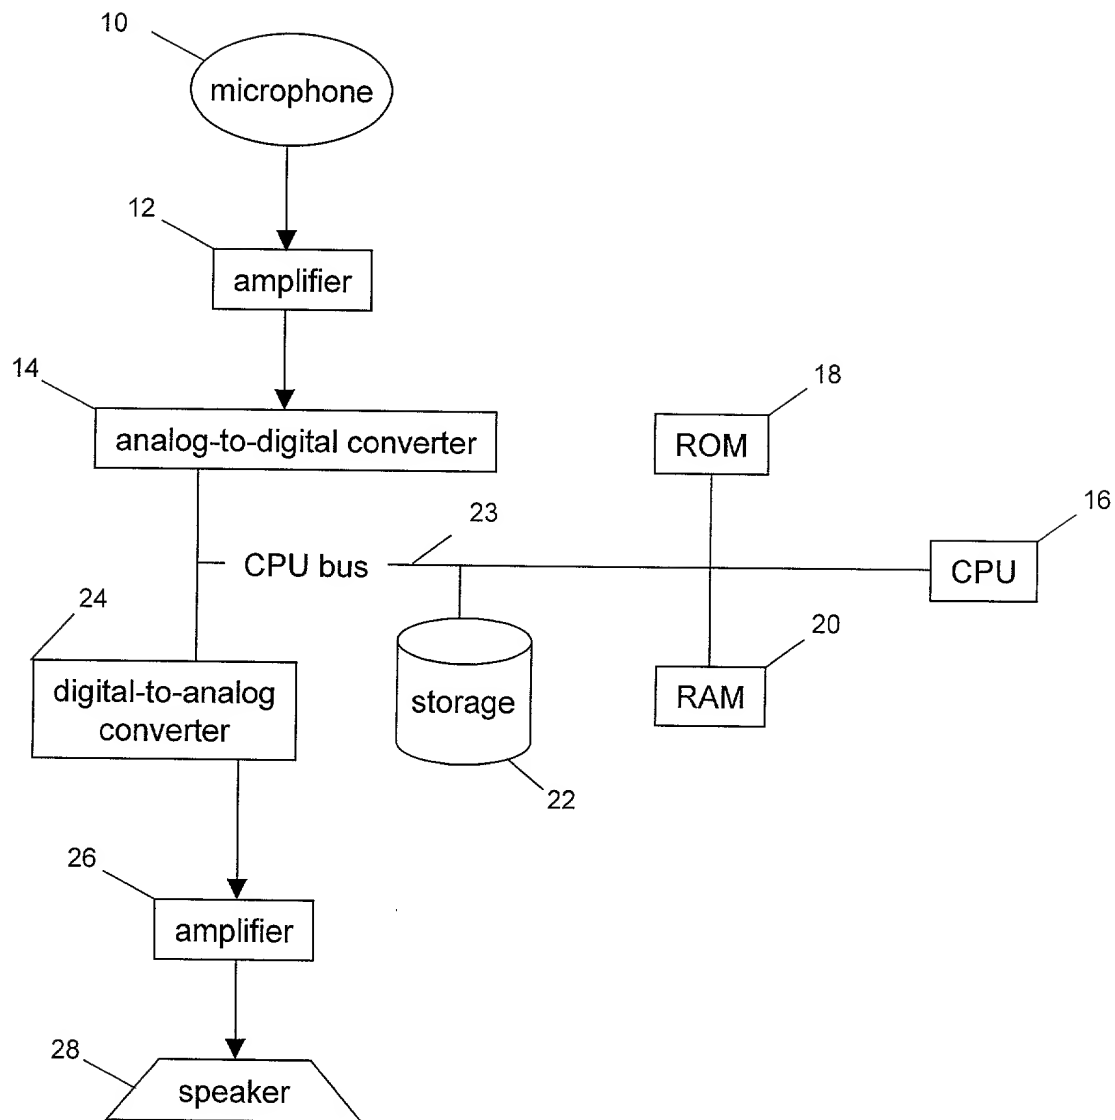 10
microphone
12
amplifier
14
analog-to-digital converter
18
ROM
23
16
CPU bus
CPU
24
20
digital-to-analog
converter
storage
RAM
22
26
amplifier
28
speaker